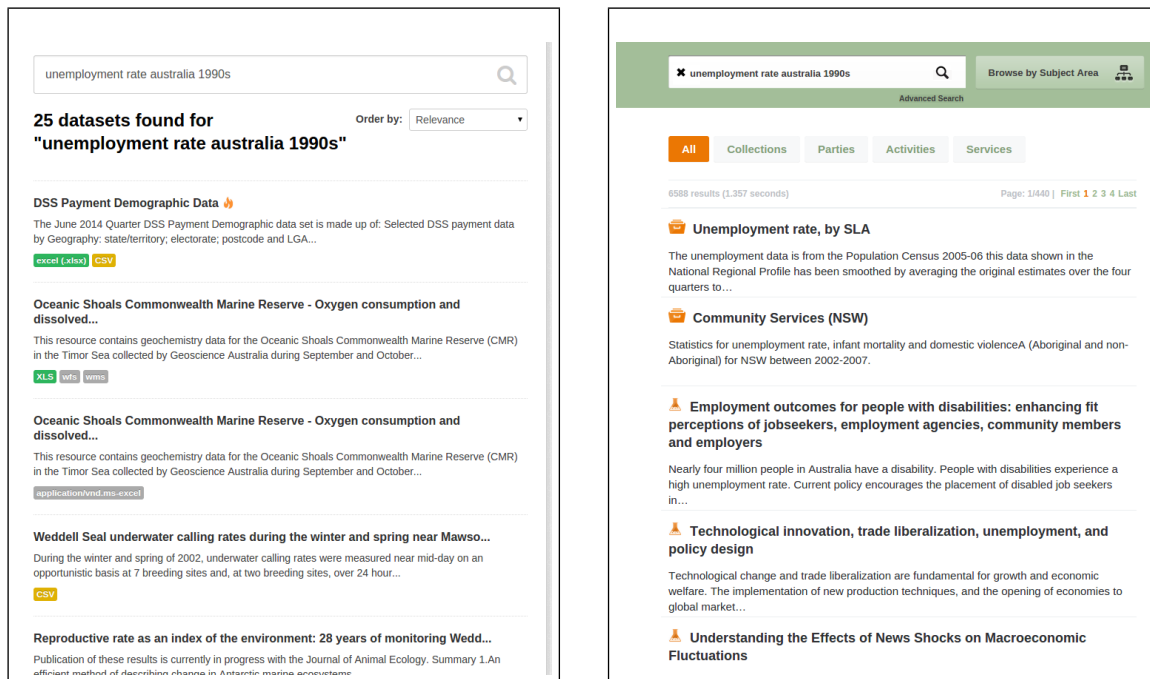 unemployment rate australia 1990s
25 datasets found for
"unemployment rate australia 1990s"
Order by: Relevance
DSS Payment Demographic Data
The June 2014 Quarter DSS Payment Demographic data set is made up of: Selected DSS payment data
by Geography: state/territory; electorate; postcode and LGA...
excel (.xlsx) CSV
Oceanic Shoals Commonwealth Marine Reserve - Oxygen consumption and
dissolved...
This resource contains geochemistry data for the Oceanic Shoals Commonwealth Marine Reserve (CMR)
in the Timor Sea collected by Geoscience Australia during September and October...
XLS wfs wms
Oceanic Shoals Commonwealth Marine Reserve - Oxygen consumption and
dissolved...
This resource contains geochemistry data for the Oceanic Shoals Commonwealth Marine Reserve (CMR)
in the Timor Sea collected by Geoscience Australia during September and October...
application/vnd.ms-excel
Weddell Seal underwater calling rates during the winter and spring near Mawso...
During the winter and spring of 2002, underwater calling rates were measured near mid-day on an
opportunistic basis at 7 breeding sites and, at two breeding sites, over 24 hour...
CSV
Reproductive rate as an index of the environment: 28 years of monitoring Wedd...
Publication of these results is currently in progress with the Journal of Animal Ecology. Summary 1.An
efficient method of describing change in Antarctic marine ecosystems
✖ unemployment rate australia 1990s
Browse by Subject Area
Advanced Search
All Collections Parties Activities Services
6588 results (1.357 seconds) Page: 1/440 | First 1 2 3 4 Last
Unemployment rate, by SLA
The unemployment data is from the Population Census 2005-06 this data shown in the
National Regional Profile has been smoothed by averaging the original estimates over the four
quarters to…
Community Services (NSW)
Statistics for unemployment rate, infant mortality and domestic violenceA (Aboriginal and non-
Aboriginal) for NSW between 2002-2007.
Employment outcomes for people with disabilities: enhancing fit
perceptions of jobseekers, employment agencies, community members
and employers
Nearly four million people in Australia have a disability. People with disabilities experience a
high unemployment rate. Current policy encourages the placement of disabled job seekers
in…
Technological innovation, trade liberalization, unemployment, and
policy design
Technological change and trade liberalization are fundamental for growth and economic
welfare. The implementation of new production techniques, and the opening of economies to
global market…
Understanding the Effects of News Shocks on Macroeconomic
Fluctuations